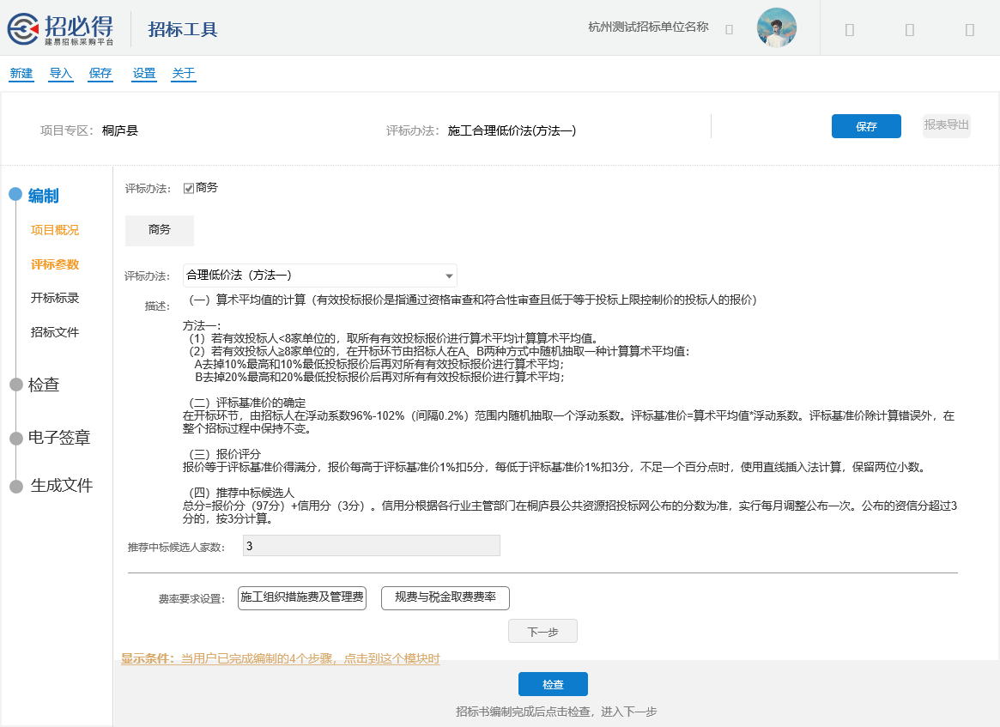 招必得
建易招标采购平台
招标工具
杭州测试招标单位名称
新建 导入 保存 设置 关于
项目专区： 桐庐县 评标办法： 施工合理低价法(方法一)
保存 报表导出
编制
项目概况
评标参数
开标标录
招标文件
检查
电子签章
生成文件
评标办法： 商务
商务
评标办法： 合理低价法（方法一）
描述： （一）算术平均值的计算（有效投标报价是指通过资格审查和符合性审查且低于等于投标上限控制价的投标人的报价）
方法一：
（1）若有效投标人<8家单位的，取所有有效投标报价进行算术平均计算算术平均值。
（2）若有效投标人≥8家单位的，在开标环节由招标人在A、B两种方式中随机抽取一种计算算术平均值：
A去掉10%最高和10%最低投标报价后再对所有有效投标报价进行算术平均；
B去掉20%最高和20%最低投标报价后再对所有有效投标报价进行算术平均；
（二）评标基准价的确定
在开标环节，由招标人在浮动系数96%-102%（间隔0.2%）范围内随机抽取一个浮动系数。评标基准价=算术平均值*浮动系数。评标基准价除计算错误外，在
整个招标过程中保持不变。
（三）报价评分
报价等于评标基准价得满分，报价每高于评标基准价1%扣5分，每低于评标基准价1%扣3分，不足一个百分点时，使用直线插入法计算，保留两位小数。
（四）推荐中标候选人
总分=报价分（97分）+信用分（3分）。信用分根据各行业主管部门在桐庐县公共资源招投标网公布的分数为准，实行每月调整公布一次。公布的资信分超过3
分的，按3分计算。
推荐中标候选人家数： 3
费率要求设置： 施工组织措施费及管理费 规费与税金取费费率
下一步
显示条件：当用户已完成编制的4个步骤，点击到这个模块时
检查
招标书编制完成后点击检查，进入下一步